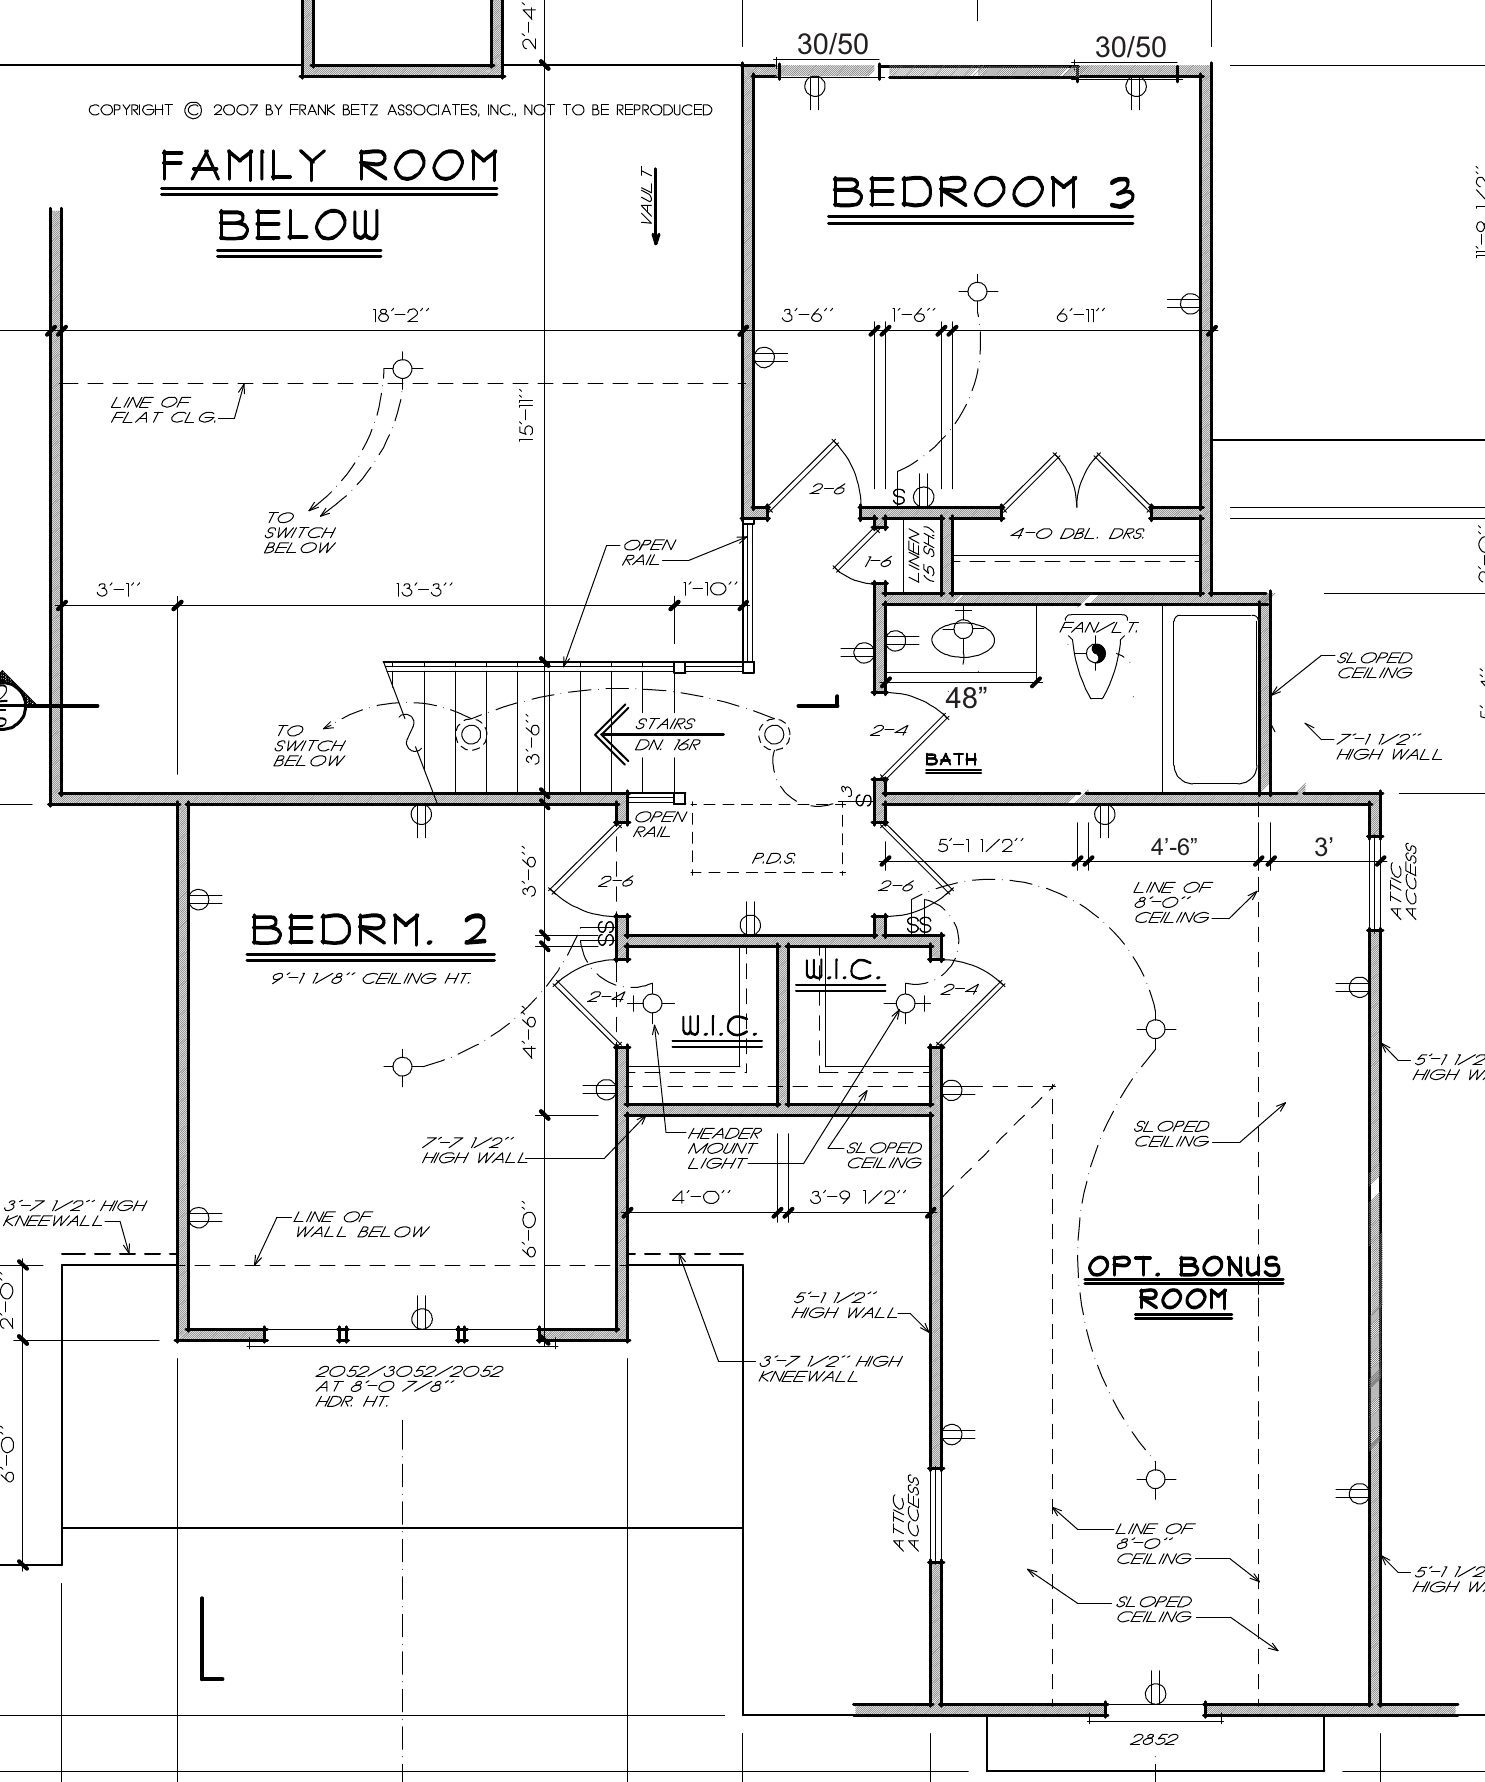 2'-4"
30/50
30/50
COPYRIGHT © 2007 BY FRANK BETZ ASSOCIATES, INC., NOT TO BE REPRODUCED
FAMILY ROOM
BELOW
VAULT
BEDROOM 3
11'-9 1/2"
18'-2"
3'-6"
1'-6"
6'-11"
LINE OF
FLAT CLG.
15'-11"
TO
SWITCH
BELOW
OPEN
RAIL
2-6
S
4-0 DBL. DRS.
LINEN
(5 SH.)
1-6
3'-1"
13'-3"
1'-10"
FAN/LT.
SLOPED
CEILING
48"
2-4
BATH
7'-1 1/2"
HIGH WALL
TO
SWITCH
BELOW
3'-6"
STAIRS
DN. 16R
3
S
OPEN
RAIL
P.D.S.
5'-1 1/2"
4'-6"
3'
ATTIC
ACCESS
3'-6"
2-6
2-6
LINE OF
8'-0"
CEILING
BEDRM. 2
9'-1 1/8" CEILING HT.
SS
SS
W.I.C.
2-4
2-4
W.I.C.
4'-6"
5'-1 1/2
HIGH W
7'-7 1/2"
HIGH WALL
HEADER
MOUNT
LIGHT
SLOPED
CEILING
SLOPED
CEILING
4'-0"
3'-9 1/2"
3'-7 1/2" HIGH
KNEEWALL
LINE OF
WALL BELOW
6'-0"
2'-0"
OPT. BONUS
ROOM
5'-1 1/2"
HIGH WALL
3'-7 1/2" HIGH
KNEEWALL
2052/3052/2052
AT 8'-0 7/8"
HDR. HT.
6'-0"
ATTIC
ACCESS
LINE OF
8'-0"
CEILING
5'-1 1/2
HIGH W
SLOPED
CEILING
2852